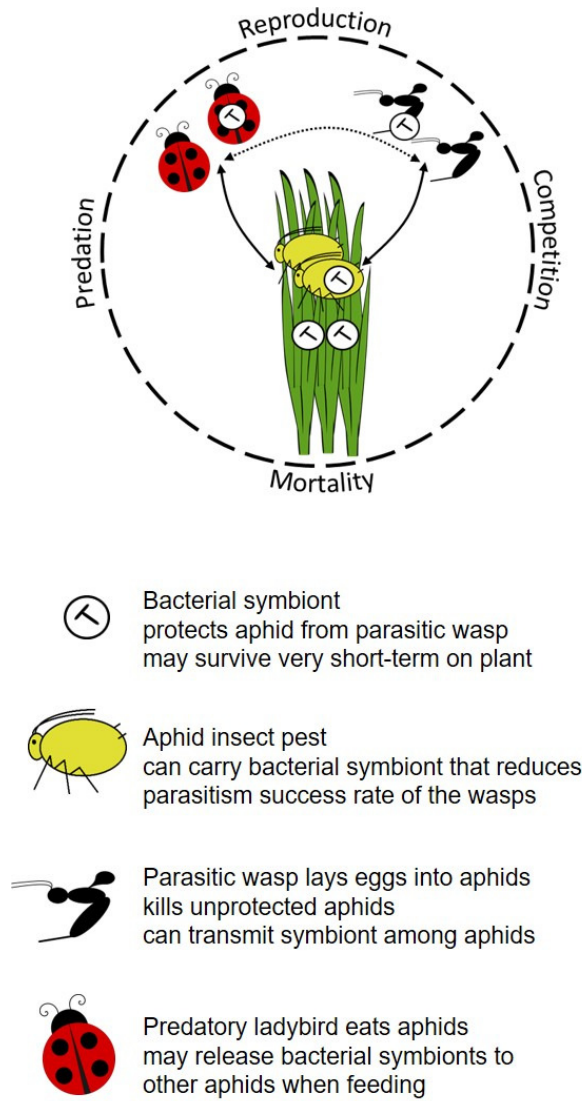 Reproduction
Predation
Competition
T
T
T
T
T
Mortality
T
Bacterial symbiont
protects aphid from parasitic wasp
may survive very short-term on plant
Aphid insect pest
can carry bacterial symbiont that reduces
parasitism success rate of the wasps
Parasitic wasp lays eggs into aphids
kills unprotected aphids
can transmit symbiont among aphids
Predatory ladybird eats aphids
may release bacterial symbionts to
other aphids when feeding